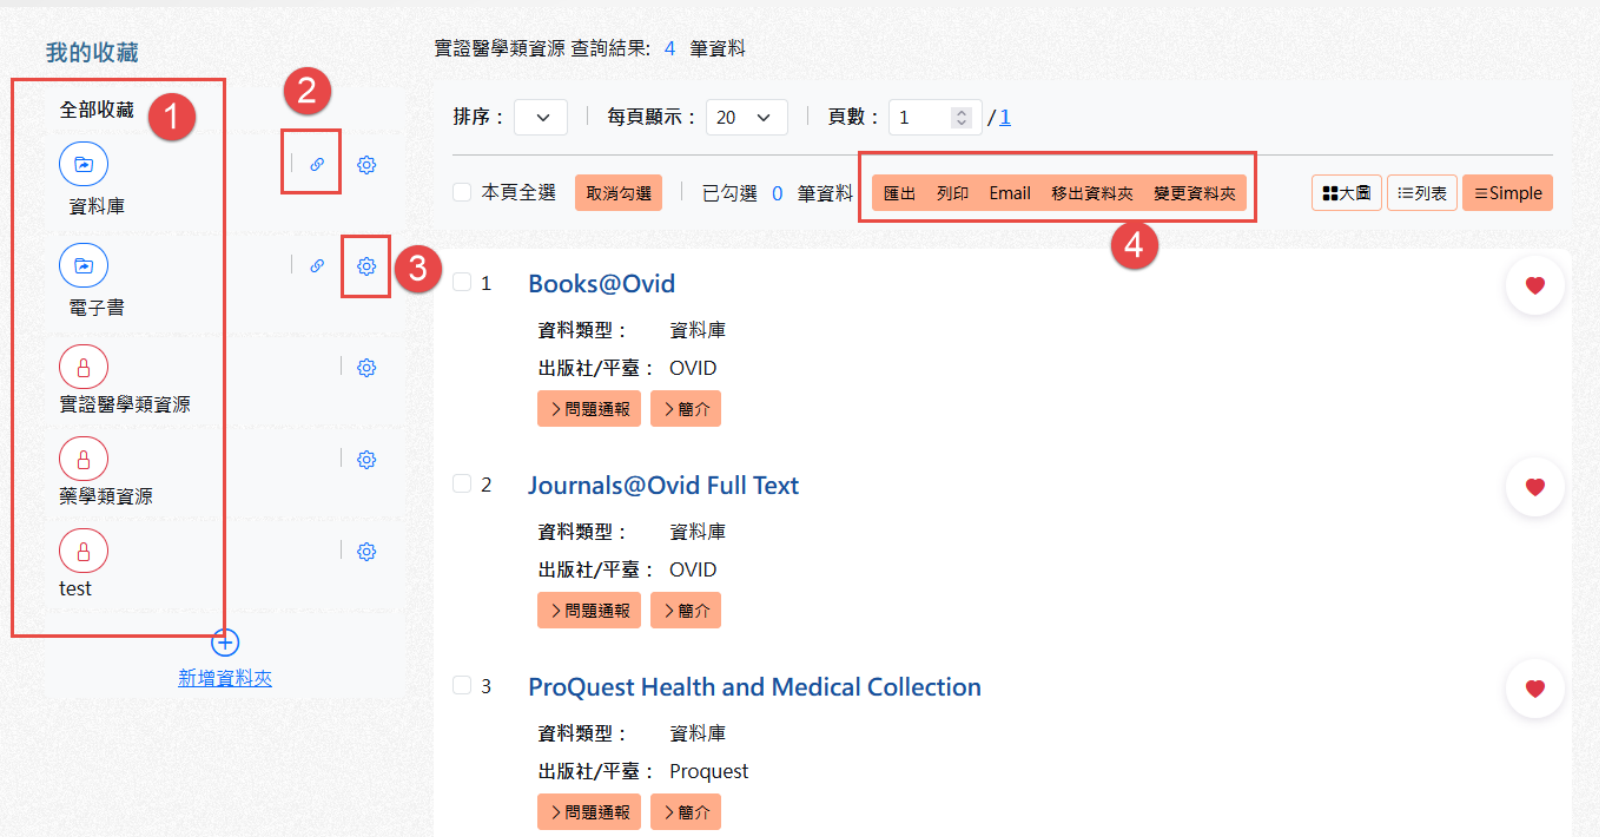 我的收藏
全部收藏
1
2
資料庫
電子書
3
實證醫學類資源
藥學類資源
test
新增資料夾
實證醫學類資源 查詢結果: 4 筆資料
排序： 每頁顯示： 20 頁數： 1 /1
本頁全選 取消勾選 已勾選 0 筆資料 匯出 列印 Email 移出資料夾 變更資料夾 大圖 列表 Simple
4
1 Books@Ovid
資料類型： 資料庫
出版社/平臺： OVID
問題通報 簡介
2 Journals@Ovid Full Text
資料類型： 資料庫
出版社/平臺： OVID
問題通報 簡介
3 ProQuest Health and Medical Collection
資料類型： 資料庫
出版社/平臺： Proquest
問題通報 簡介